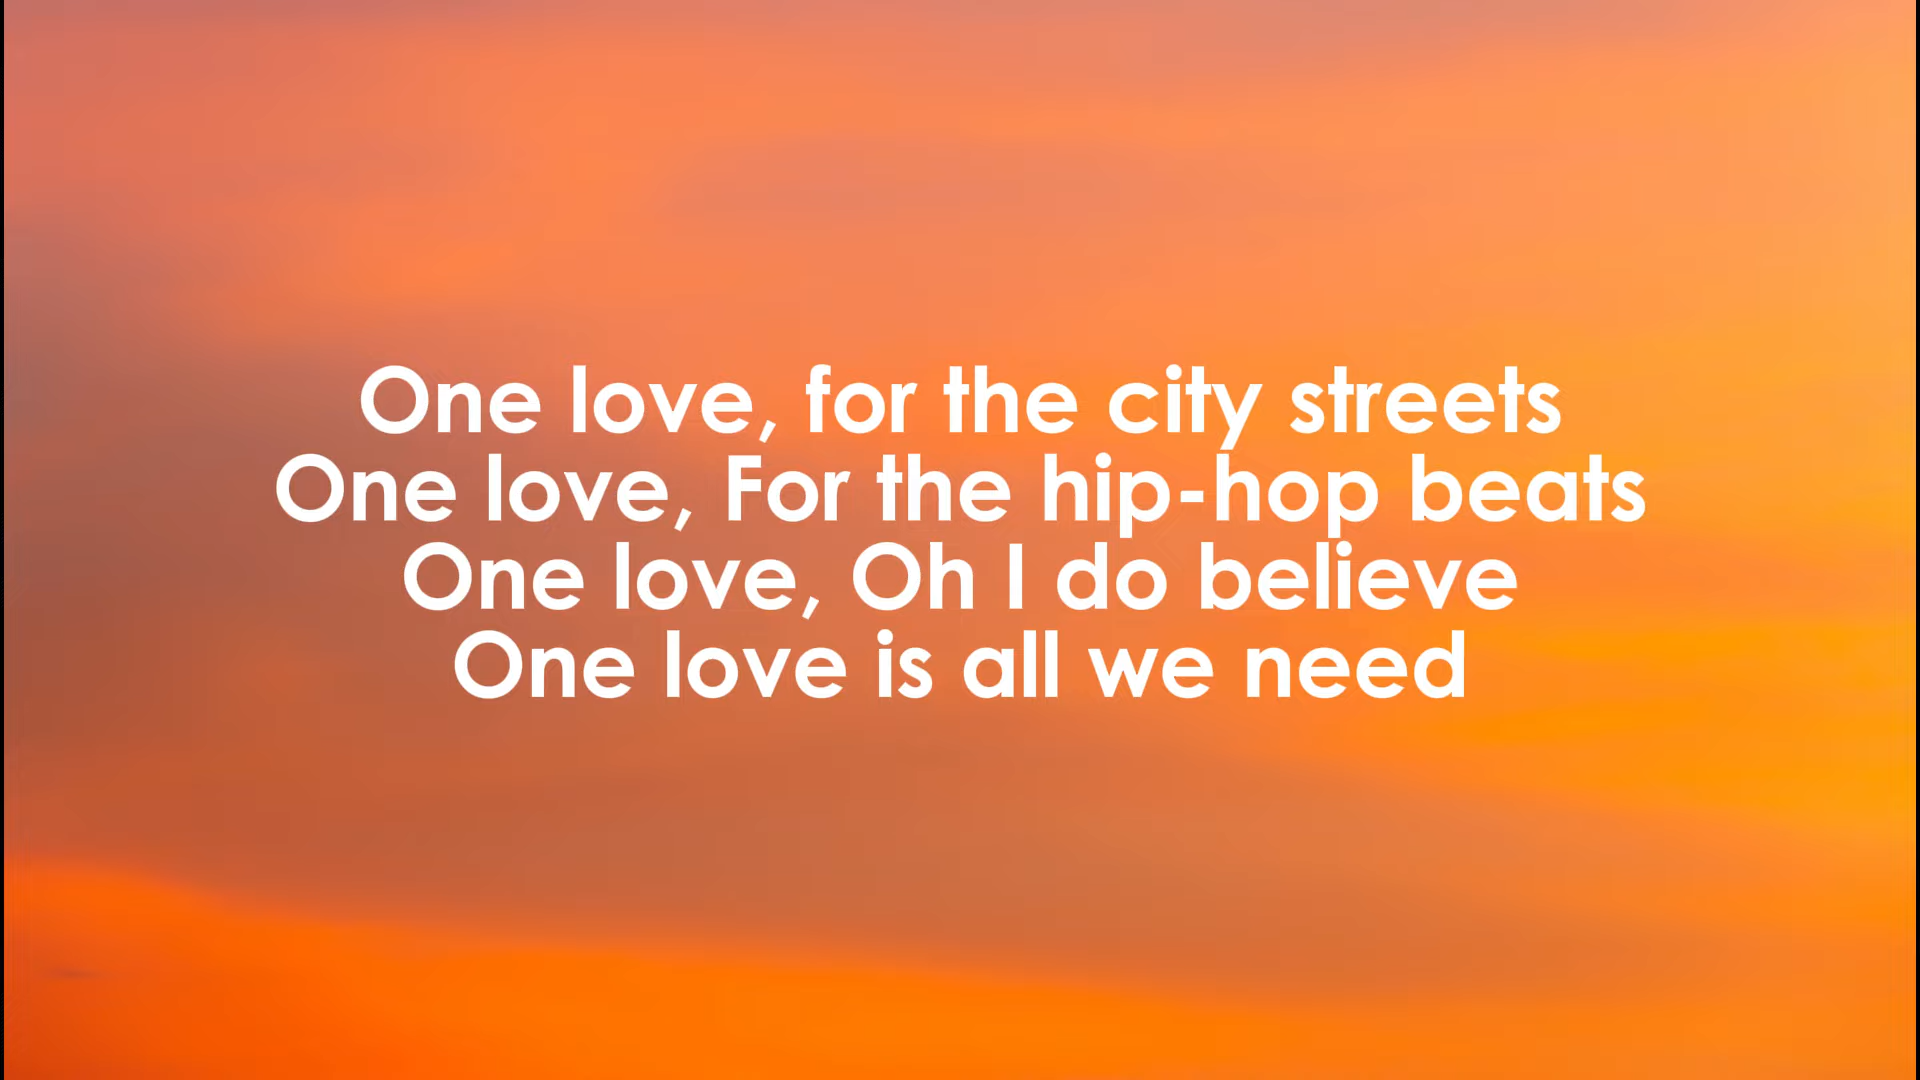 One love, for the city streets
One love, For the hip-hop beats
One love, Oh I do believe
One love is all we need